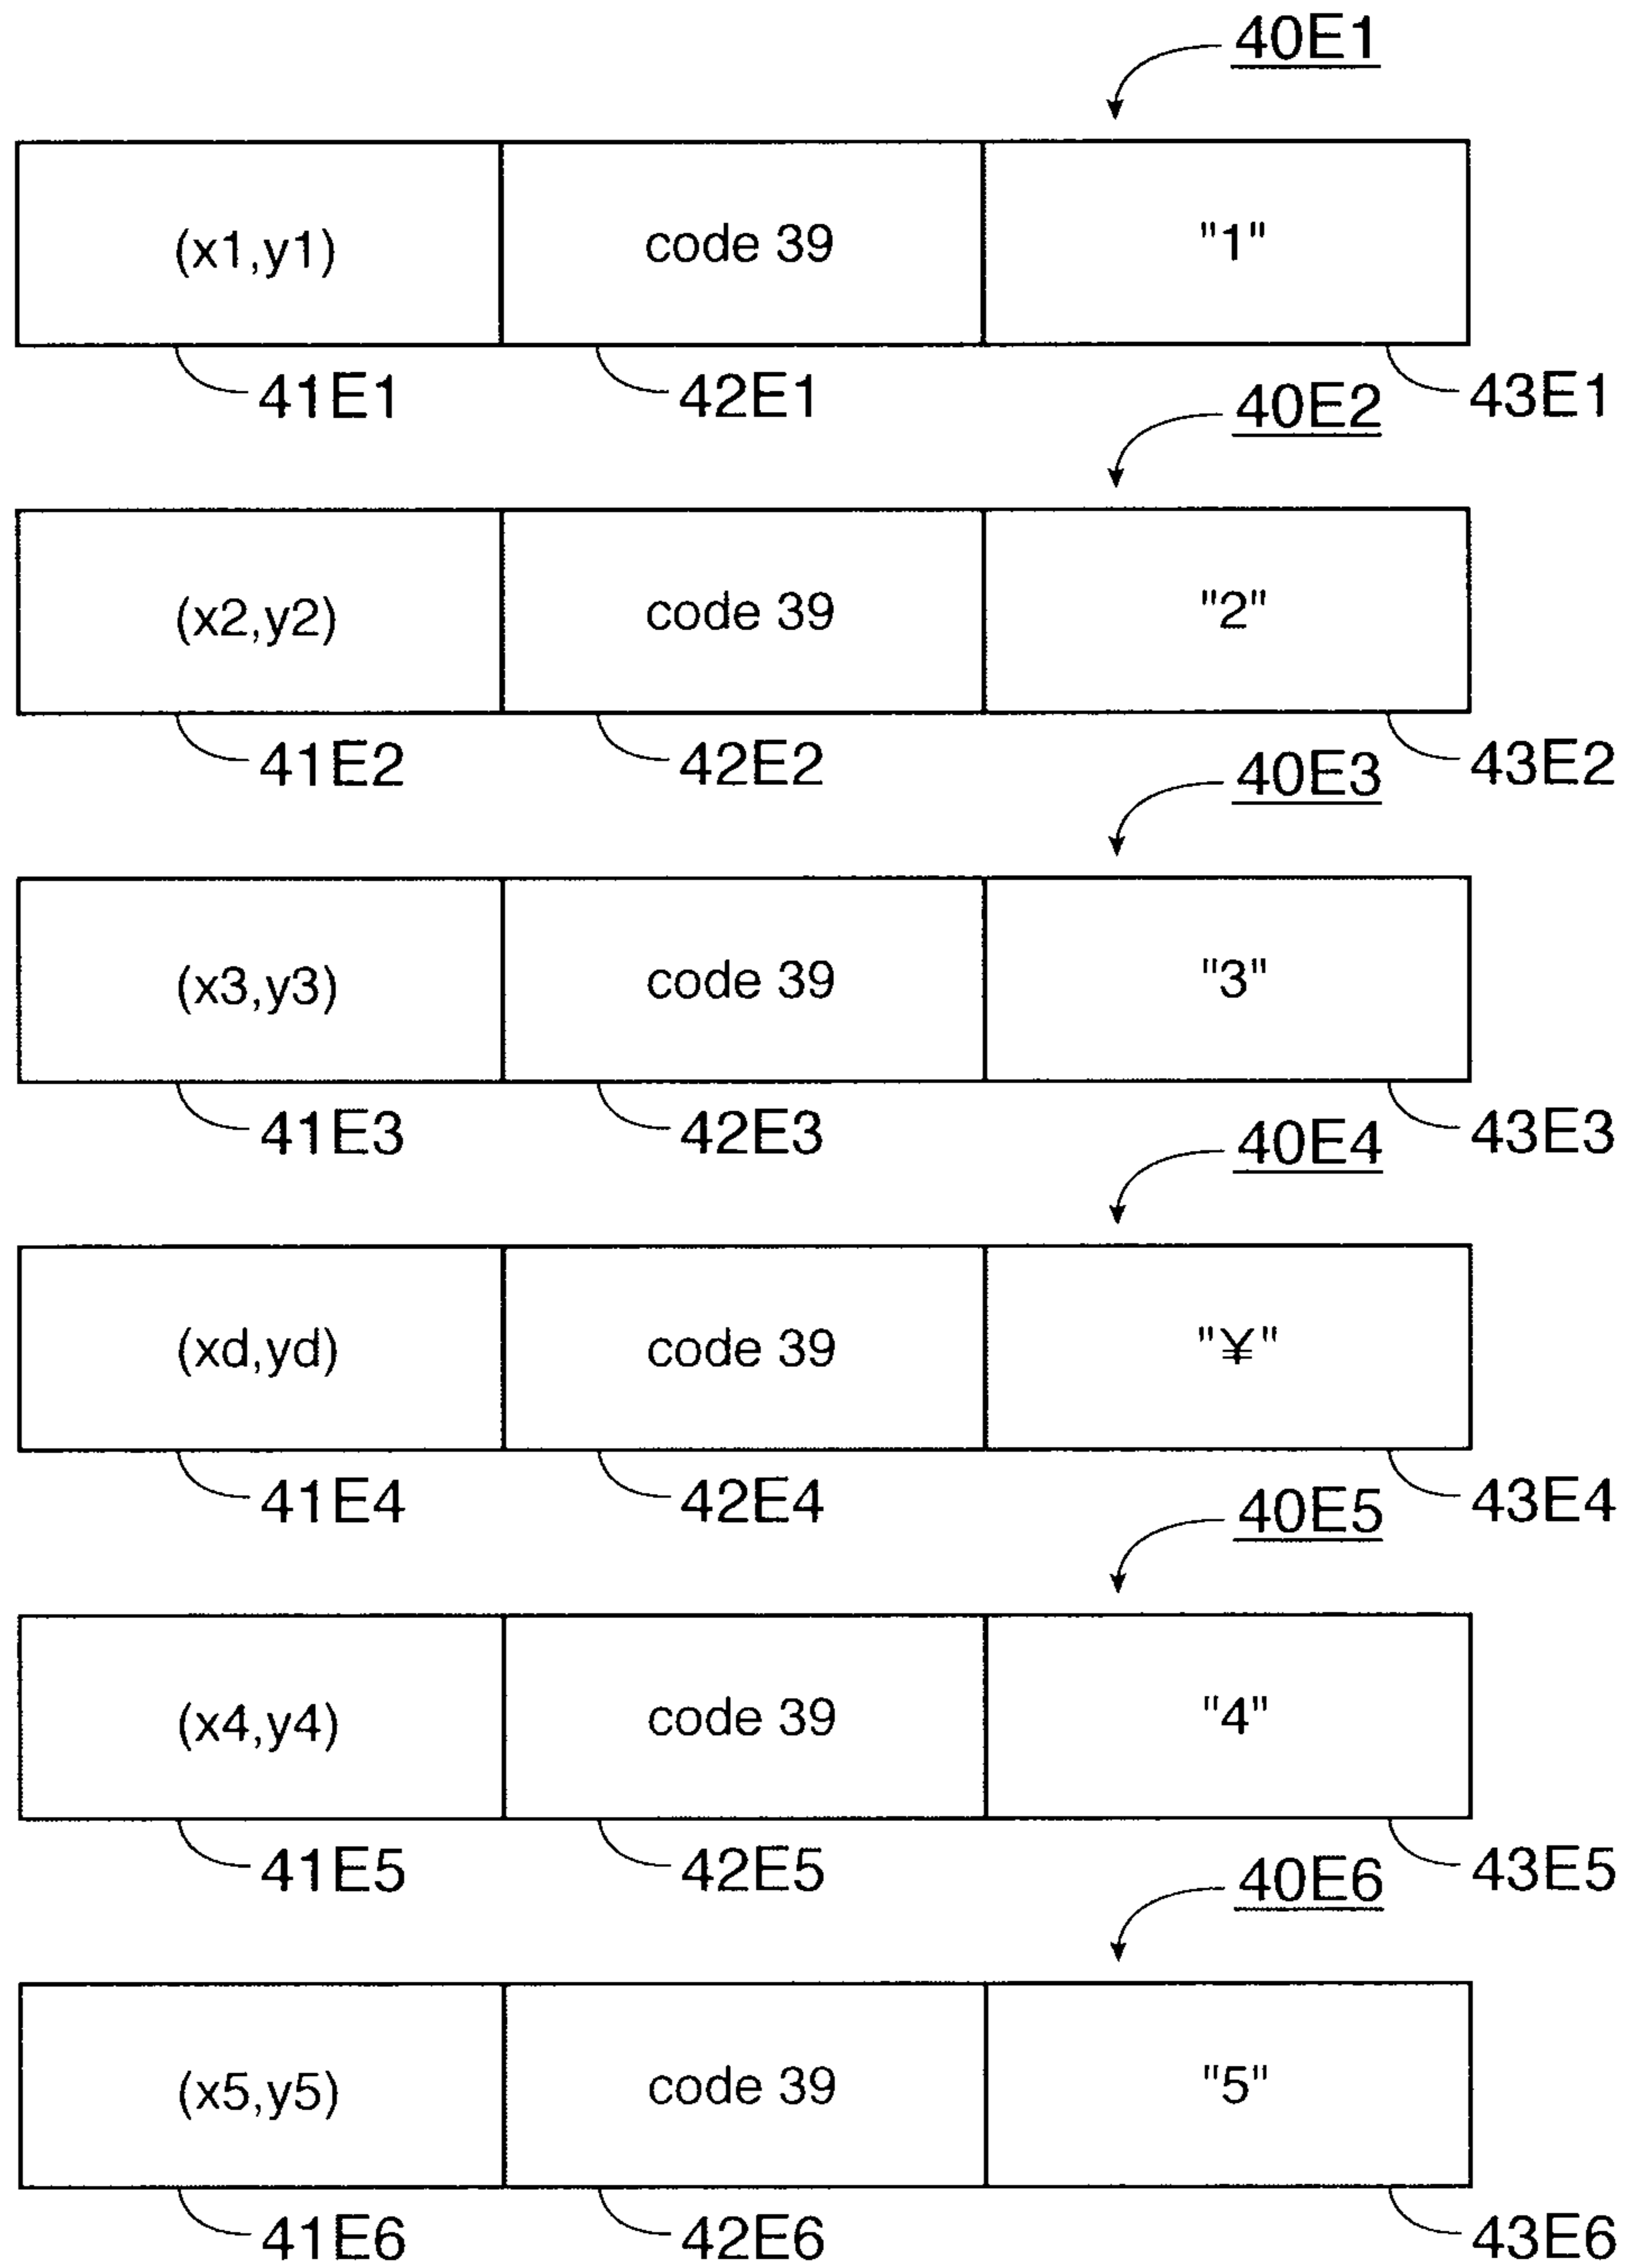 40E1
(x1,y1) code 39 "1"
41E1 42E1 43E1
40E2
(x2,y2) code 39 "2"
41E2 42E2 43E2
40E3
(x3,y3) code 39 "3"
41E3 42E3 43E3
40E4
(xd,yd) code 39 "¥"
41E4 42E4 43E4
40E5
(x4,y4) code 39 "4"
41E5 42E5 43E5
40E6
(x5,y5) code 39 "5"
41E6 42E6 43E6